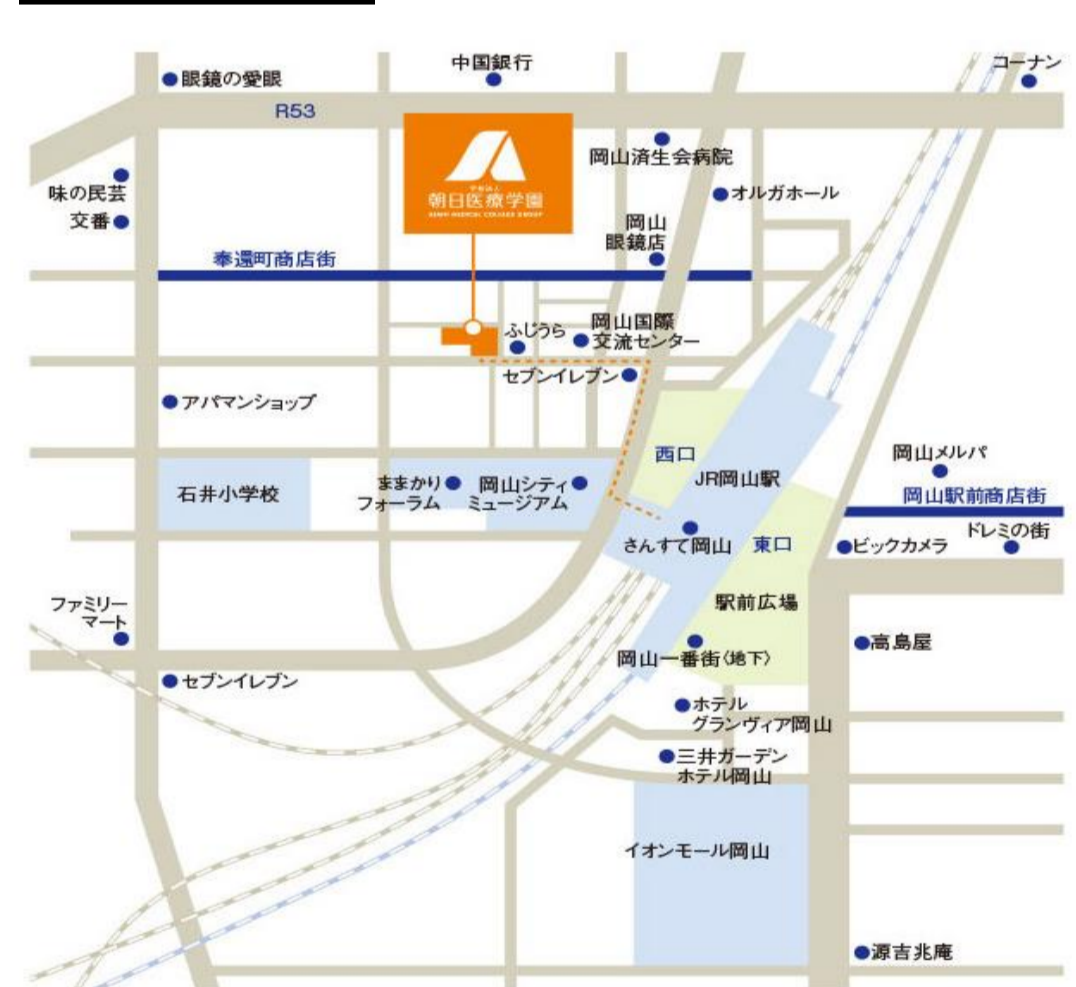 眼鏡の愛眼
中国銀行
コーナン
R53
岡山済生会病院
味の民芸
交番
学校法人
朝日医療学園
ASAHI MEDICAL COLLEGE GROUP
オルガホール
岡山
眼鏡店
奉還町商店街
ふじうら
岡山国際
交流センター
セブンイレブン
アパマンショップ
西口
JR岡山駅
岡山メルパ
岡山駅前商店街
石井小学校
ままかり
フォーラム
岡山シティ
ミュージアム
さんすて岡山
東口
ビックカメラ
ドレミの街
ファミリー
マート
駅前広場
高島屋
岡山一番街〈地下〉
セブンイレブン
ホテル
グランヴィア岡山
三井ガーデン
ホテル岡山
イオンモール岡山
源吉兆庵